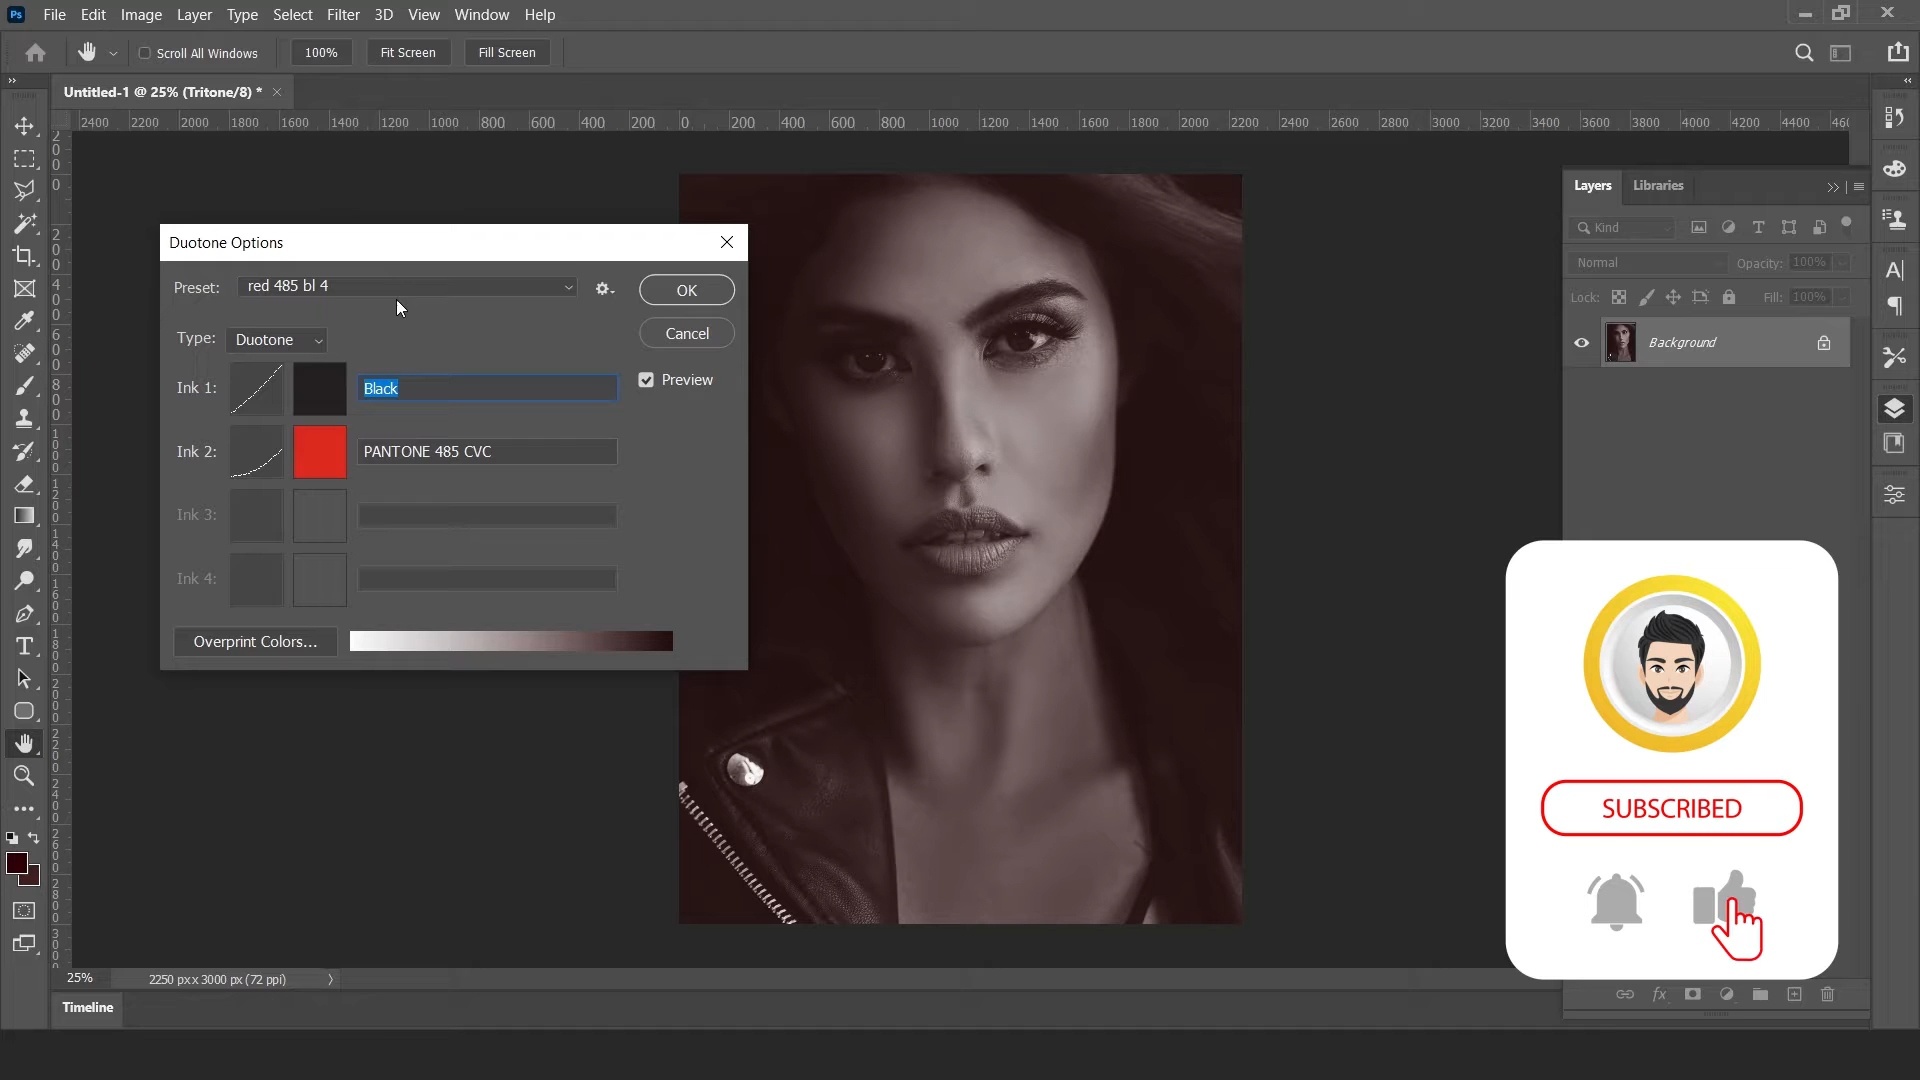 Ps File Edit Image Layer Type Select Filter 3D View Window Help
Scroll All Windows 100% Fit Screen Fill Screen
Untitled-1 @ 25% (Tritone/8) *
2400 2200 2000 1800 1600 1400 1200 1000 800 600 400 200 0 200 400 600 800 1000 1200 1400 1600 1800 2000 2200 2400 2600 2800 3000 3200 3400 3600 3800 4000 4200 4400
Layers Libraries
Kind
Normal Opacity: 100%
Lock: Fill: 100%
Background
Duotone Options
Preset: red 485 bl 4
OK
Type: Duotone
Cancel
Preview
Ink 1: Black
Ink 2: PANTONE 485 CVC
Ink 3:
Ink 4:
Overprint Colors...
SUBSCRIBED
fx
25% 2250 px x 3000 px (72 ppi)
Timeline